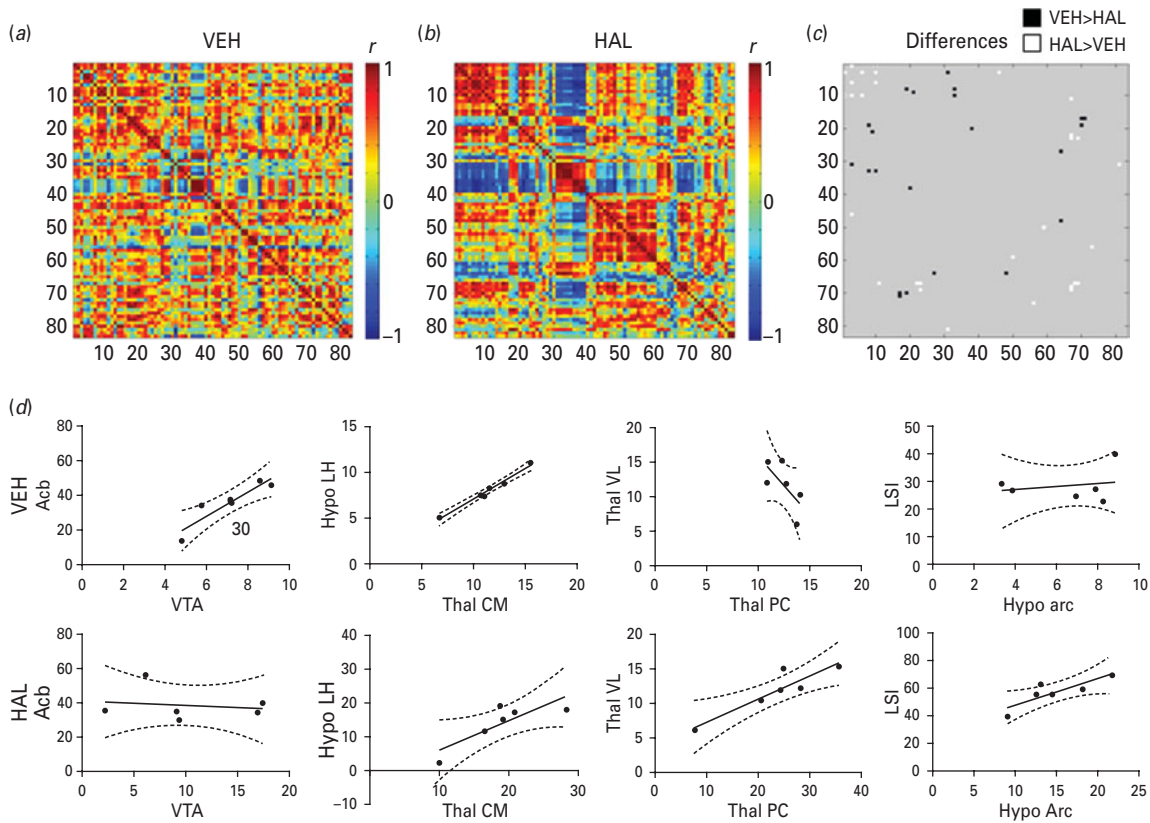 (a)
VEH
r
1
0
−1
10
20
30
40
50
60
70
80
10 20 30 40 50 60 70 80
(b)
HAL
r
1
0
−1
10
20
30
40
50
60
70
80
10 20 30 40 50 60 70 80
(c)
Differences
VEH>HAL
HAL>VEH
10
20
30
40
50
60
70
80
10 20 30 40 50 60 70 80
(d)
VEH
Acb
80
60
40
20
0
30
0 2 4 6 8 10
VTA
Hypo LH
15
10
5
0
0 5 10 15 20
Thal CM
Thal VL
20
15
10
5
0
0 5 10 15 20
Thal PC
LSI
50
40
30
20
10
0
0 2 4 6 8 10
Hypo arc
HAL
Acb
80
60
40
20
0
0 5 10 15 20
VTA
Hypo LH
40
30
20
10
0
−10
10 20 30
Thal CM
Thal VL
20
15
10
5
0
0 10 20 30 40
Thal PC
LSI
100
80
60
40
20
0
0 5 10 15 20 25
Hypo Arc